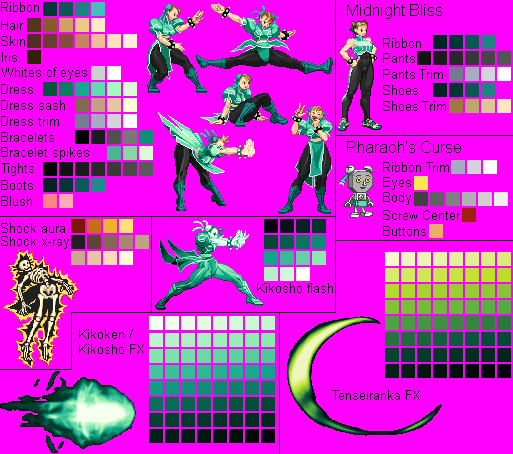 Ribbon
Hair
Skin
Iris
Whites of eyes
Dress
Dress sash
Dress trim
Bracelets
Bracelet spikes
Tights
Boots
Blush
Midnight Bliss
Ribbon
Pants
Pants Trim
Shoes
Shoes Trim
Pharaoh's Curse
Ribbon Trim
Eyes
Body
Screw Center
Buttons
Shock aura
Shock x-ray
Kikosho flash
Kikoken /
Kikosho FX
Tenseiranka FX